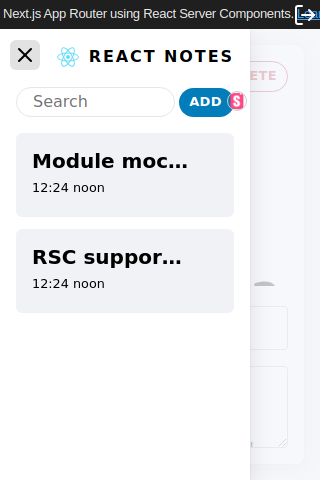 Next.js App Router using React Server Components.
REACT NOTES
Search
ADD
Module moc...
12:24 noon
RSC suppor...
12:24 noon